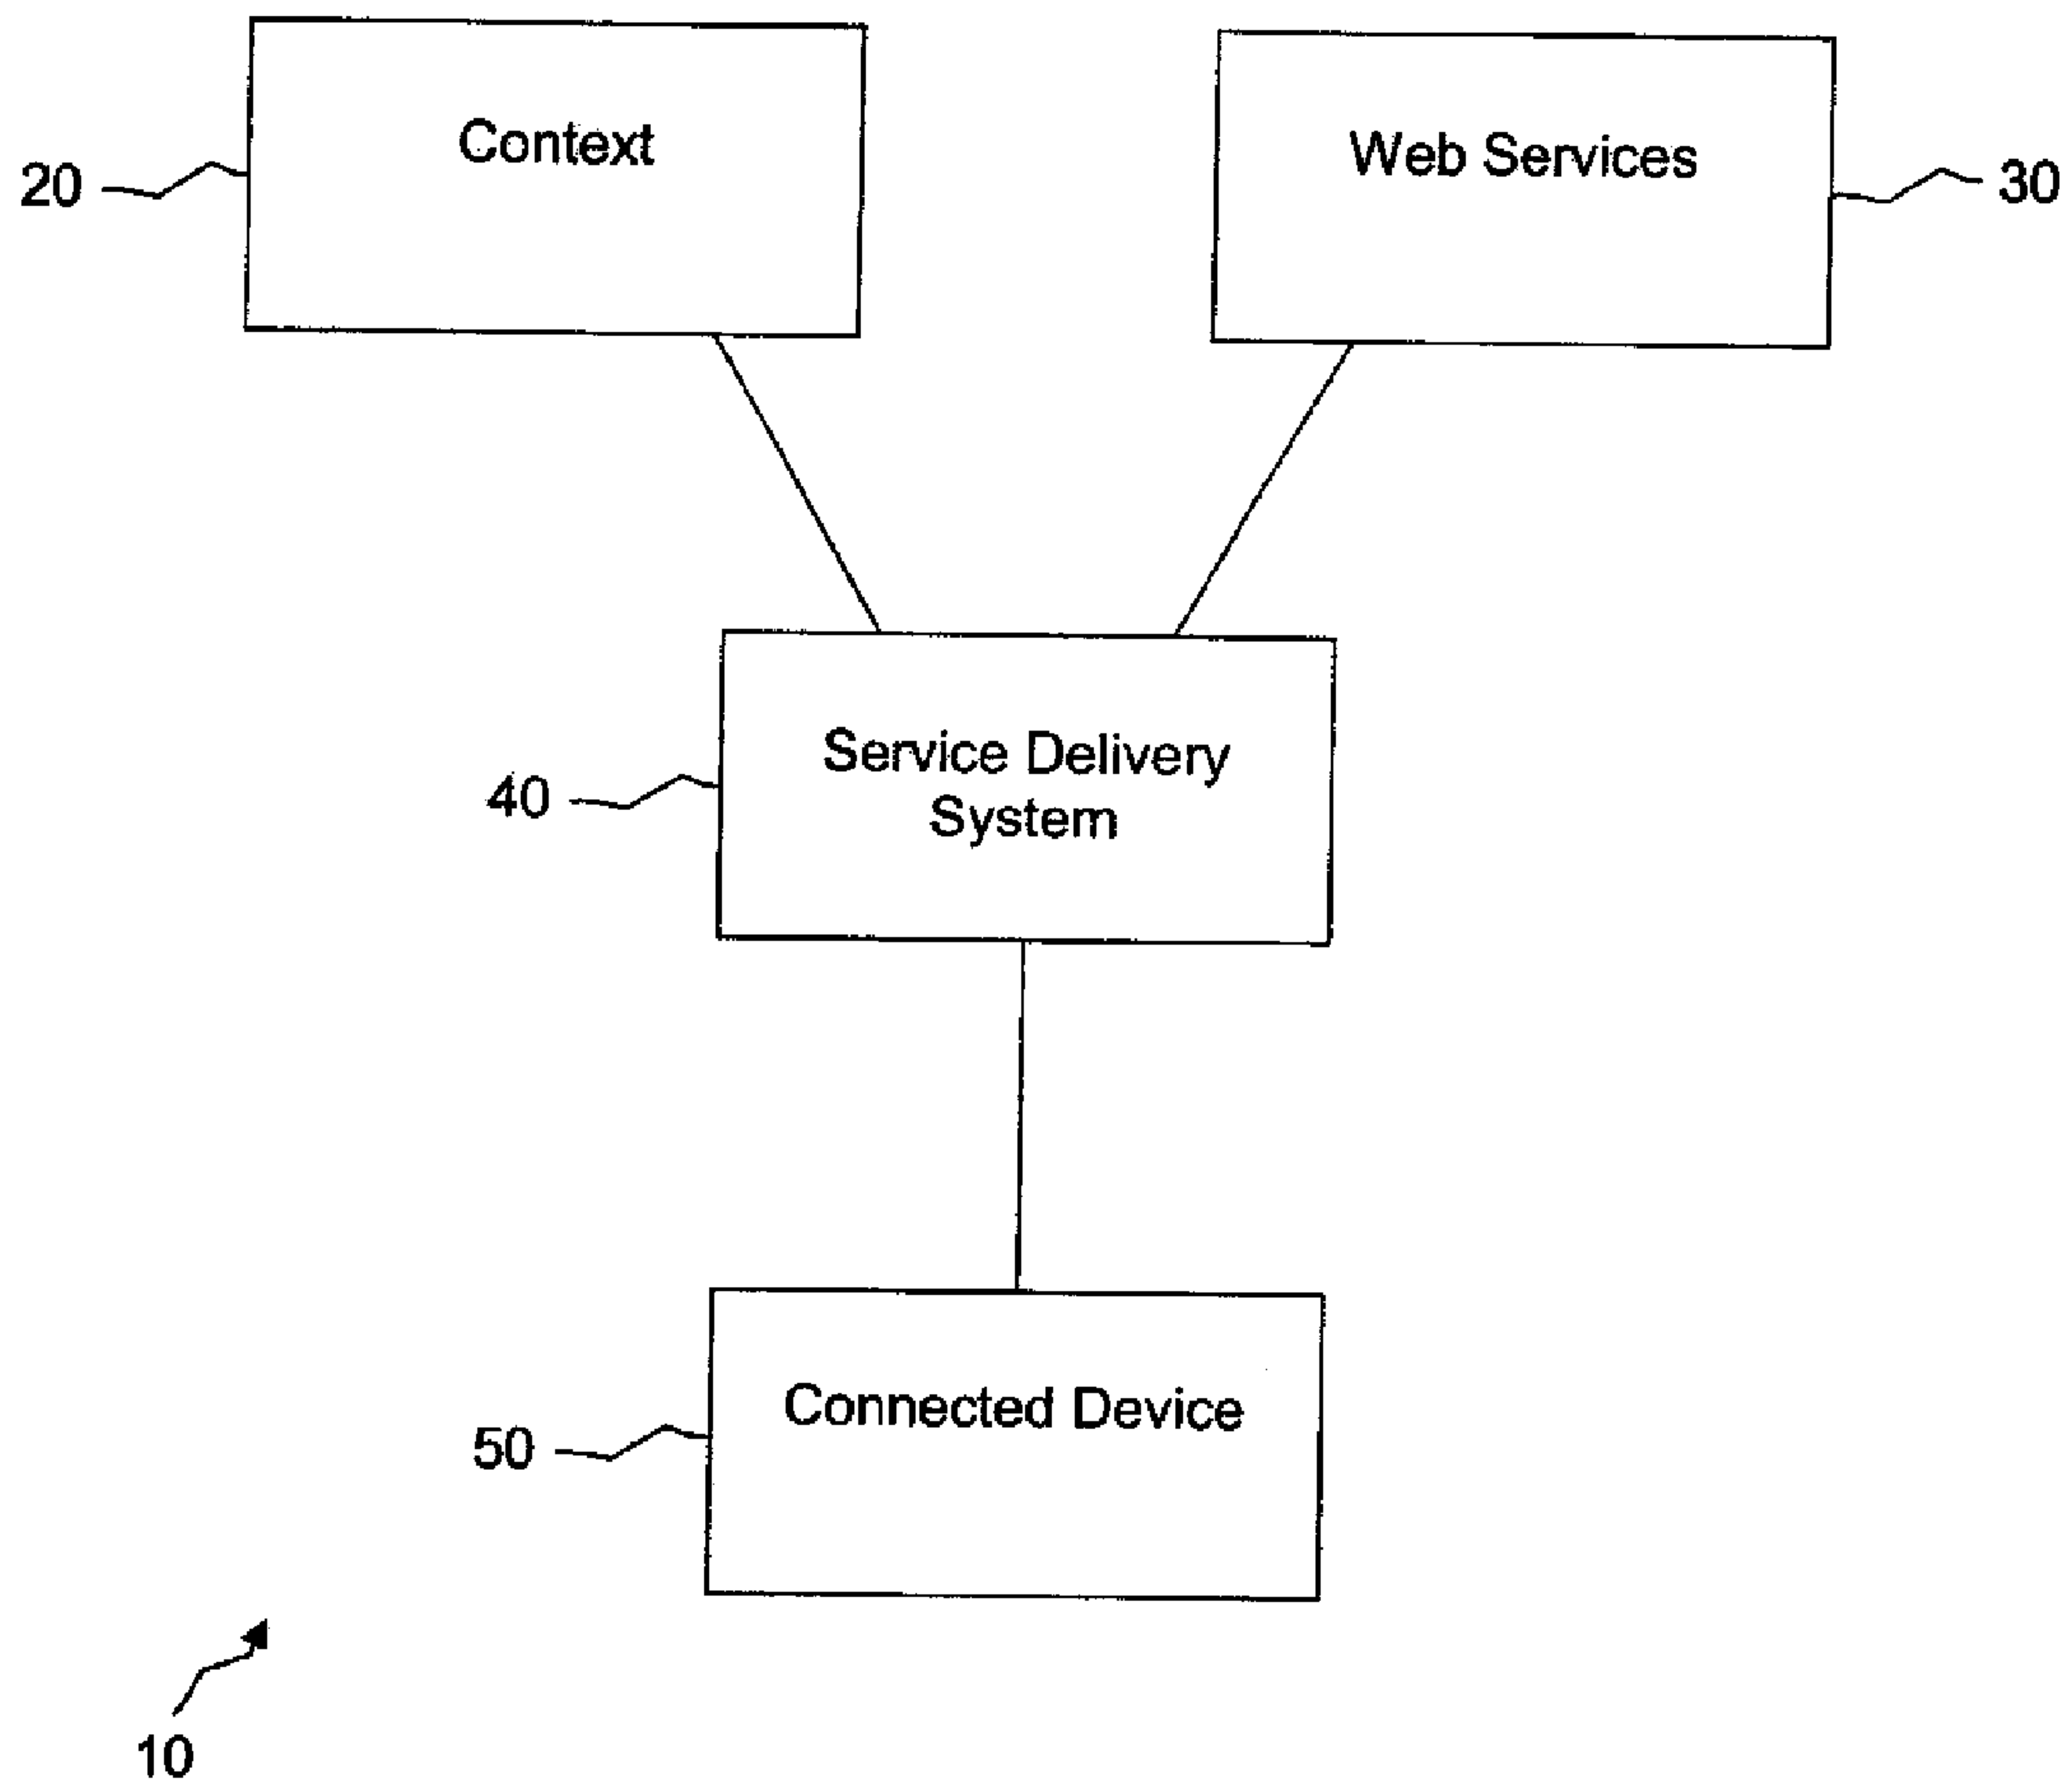 Context
Web Services
20
30
Service Delivery
System
40
Connected Device
50
10